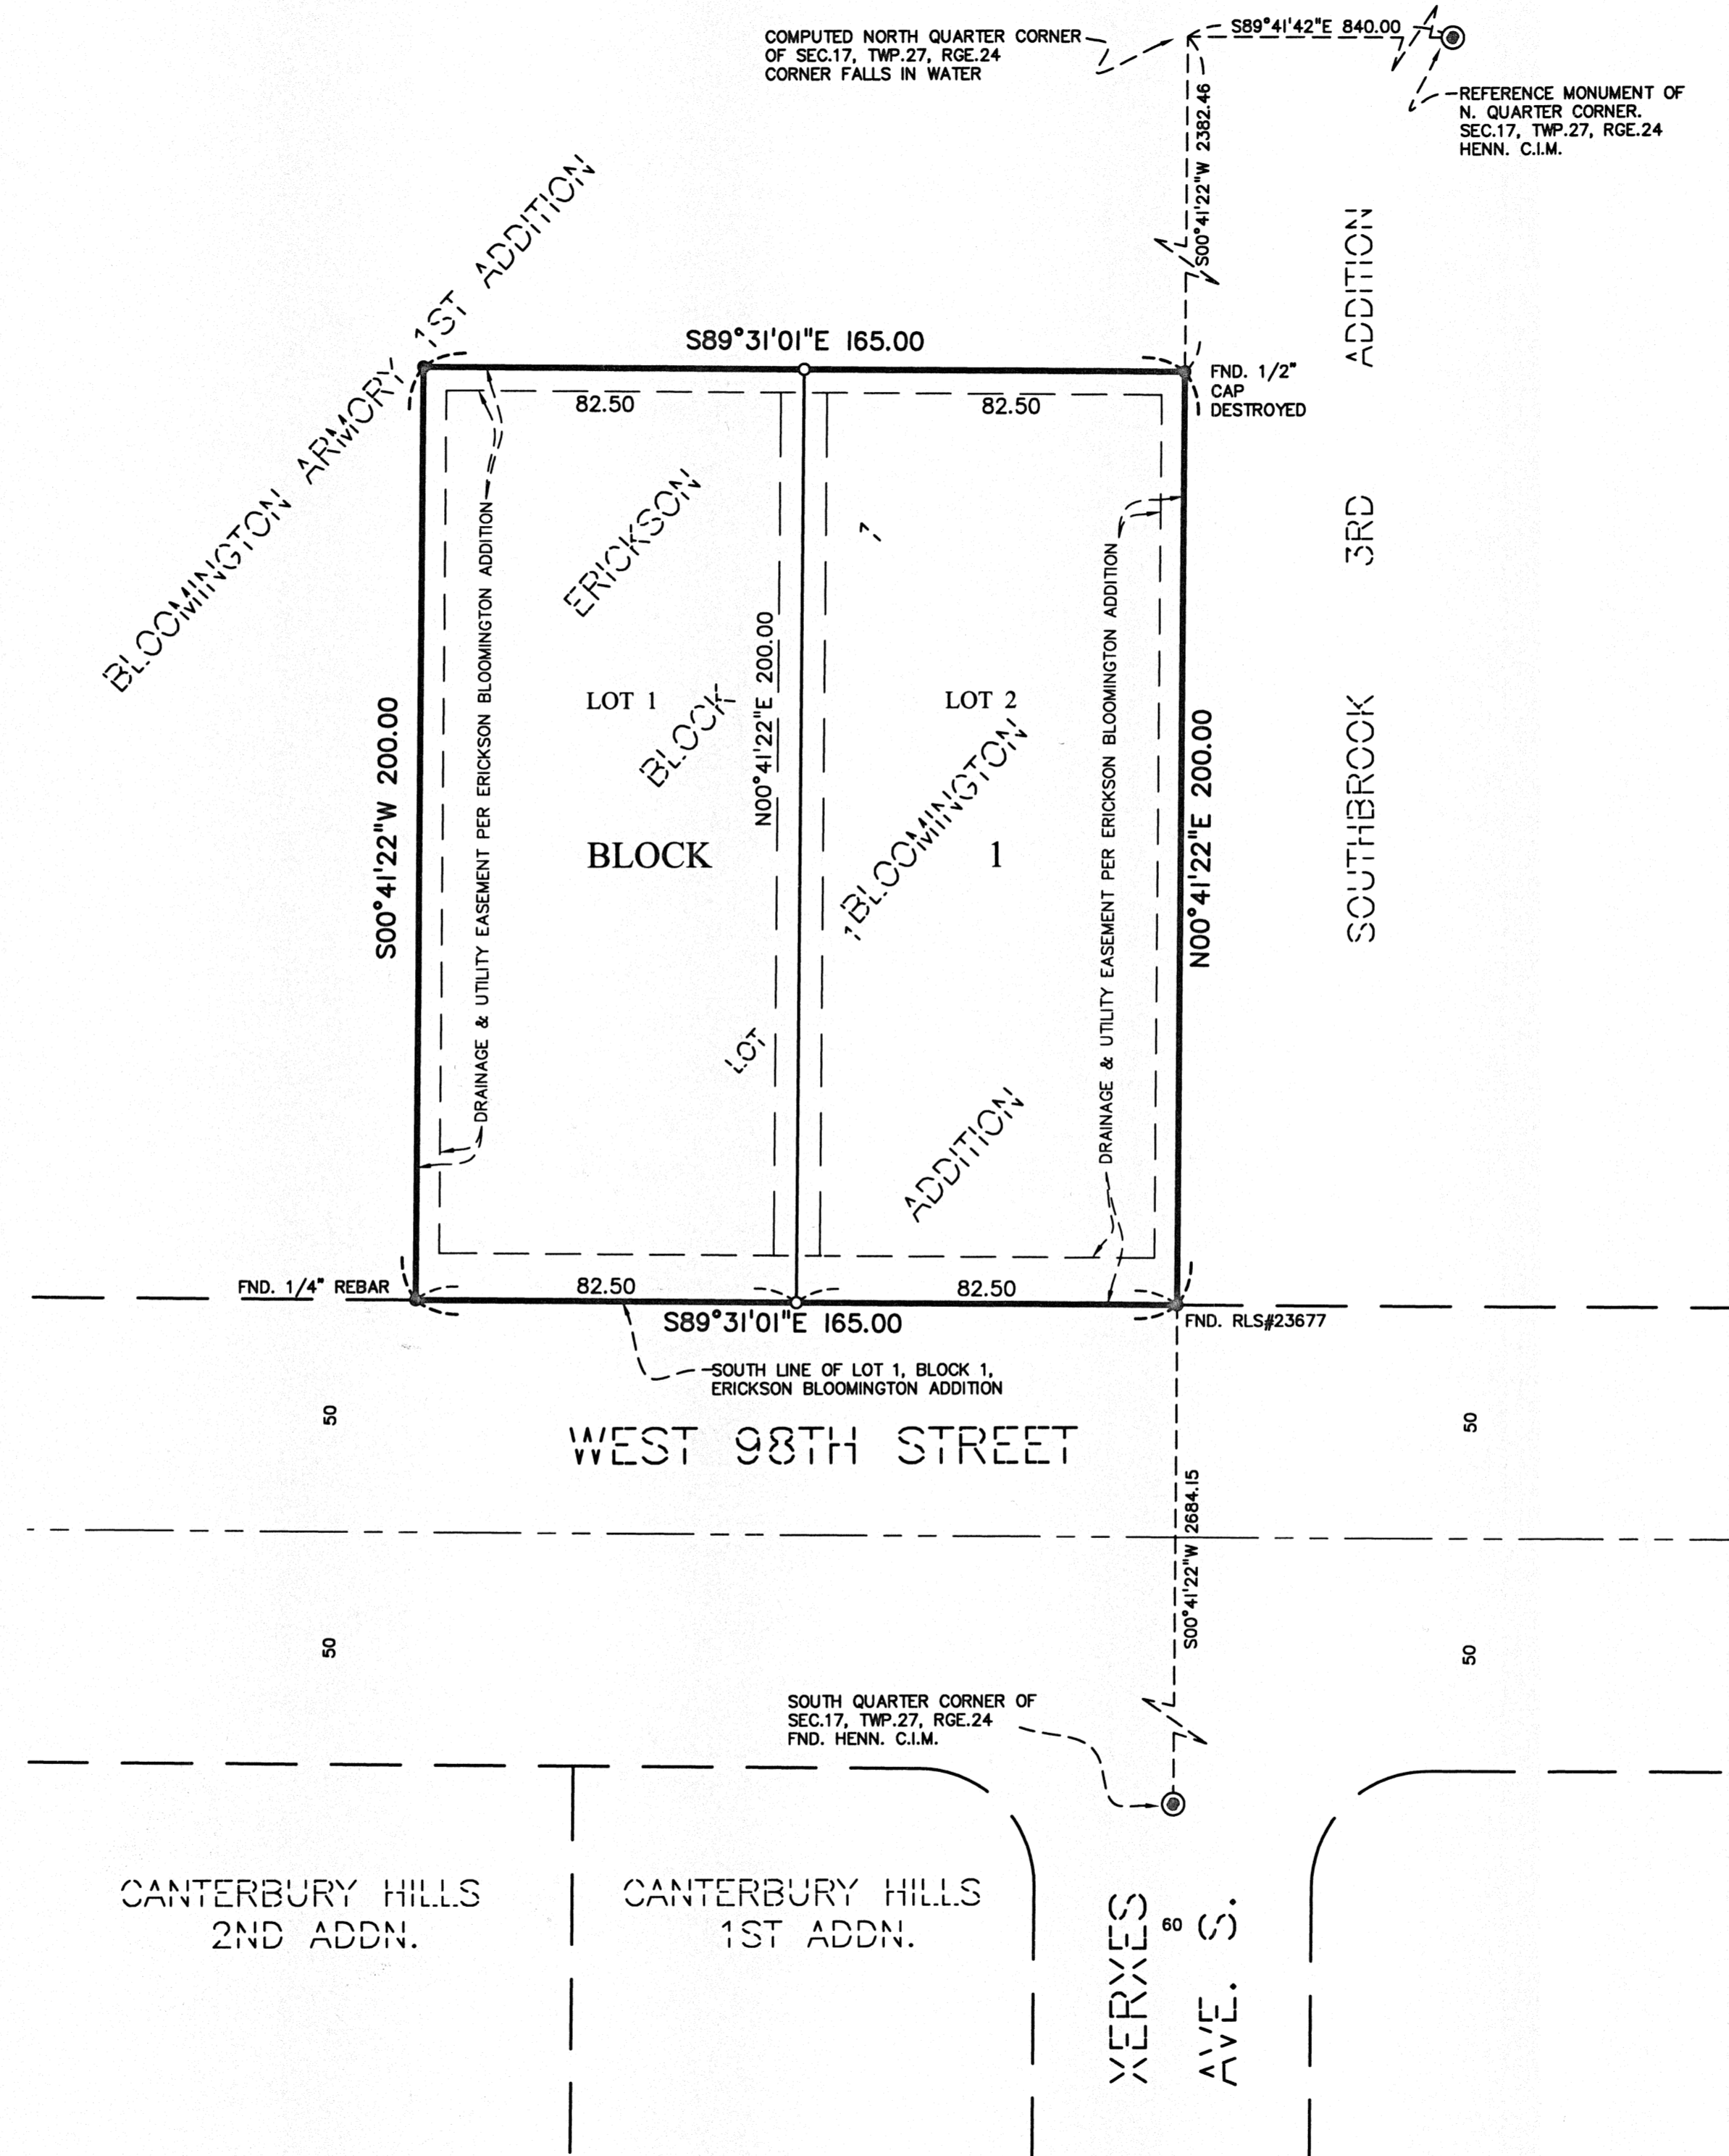 COMPUTED NORTH QUARTER CORNER
OF SEC.17, TWP.27, RGE.24
CORNER FALLS IN WATER
S89°41'42"E 840.00
REFERENCE MONUMENT OF
N. QUARTER CORNER.
SEC.17, TWP.27, RGE.24
HENN. C.I.M.
S00°41'22"W 2382.46
BLOOMINGTON ARMORY 1ST ADDITION
SOUTHBROOK 3RD ADDITION
S89°31'01"E 165.00
FND. 1/2"
CAP
DESTROYED
82.50
82.50
ERICKSON
BLOOMINGTON
ADDITION
LOT 1
BLOCK 1
DRAINAGE & UTILITY EASEMENT PER ERICKSON BLOOMINGTON ADDITION
DRAINAGE & UTILITY EASEMENT PER ERICKSON BLOOMINGTON ADDITION
N00°41'22"E 200.00
LOT 1
LOT 2
S00°41'22"W 200.00
N00°41'22"E 200.00
BLOCK 1
FND. 1/4" REBAR
82.50
82.50
S89°31'01"E 165.00
FND. RLS#23677
SOUTH LINE OF LOT 1, BLOCK 1,
ERICKSON BLOOMINGTON ADDITION
50
50
WEST 98TH STREET
S00°41'22"W 2684.15
50
50
SOUTH QUARTER CORNER OF
SEC.17, TWP.27, RGE.24
FND. HENN. C.I.M.
CANTERBURY HILLS
2ND ADDN.
CANTERBURY HILLS
1ST ADDN.
XERXES
60
AVE. S.